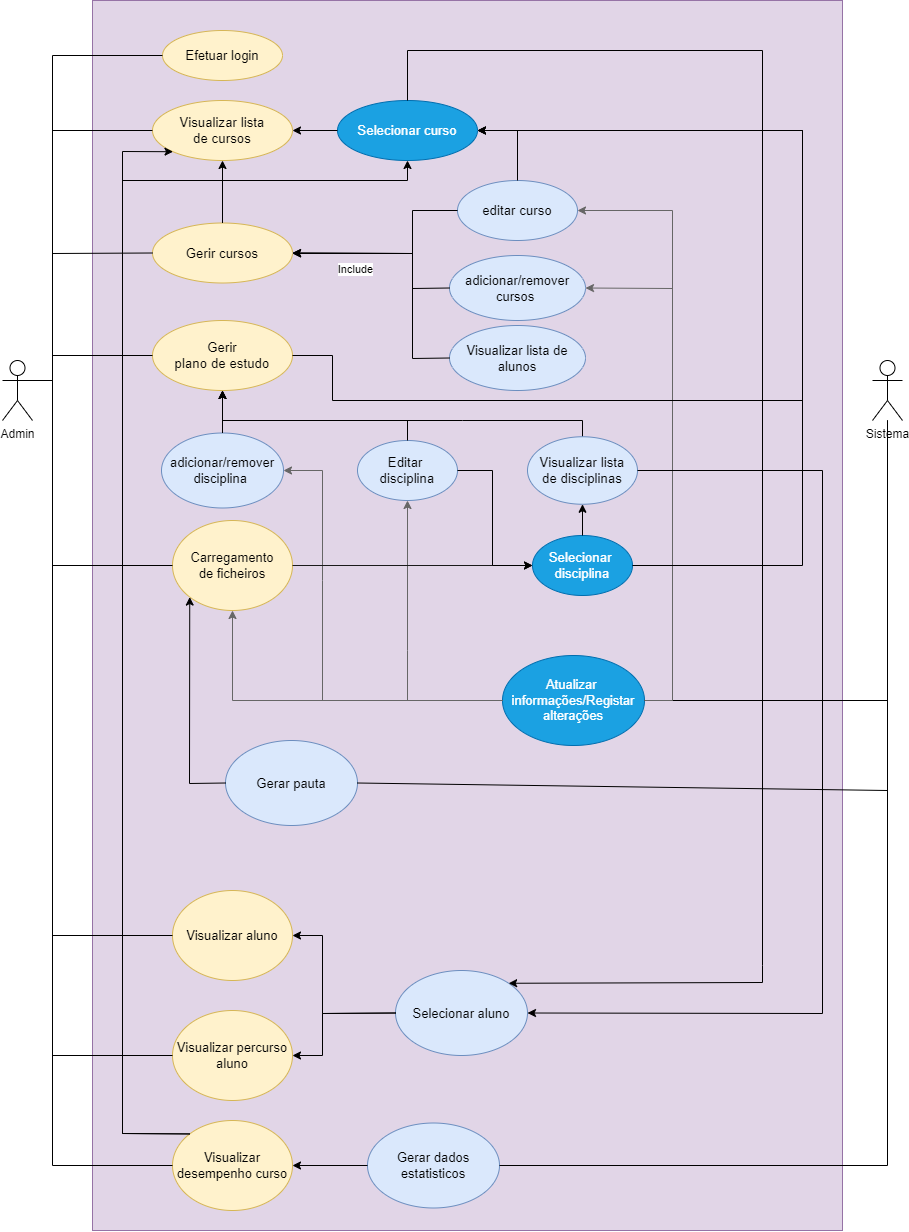 Efetuar login
Visualizar lista
de cursos
Selecionar curso
editar curso
Gerir cursos
Include
adicionar/remover
cursos
Visualizar lista de
alunos
Gerir
plano de estudo
Admin
Sistema
adicionar/remover
disciplina
Editar
disciplina
Visualizar lista
de disciplinas
Carregamento
de ficheiros
Selecionar
disciplina
Atualizar
informações/Registar
alterações
Gerar pauta
Visualizar aluno
Selecionar aluno
Visualizar percurso
aluno
Visualizar
desempenho curso
Gerar dados
estatisticos